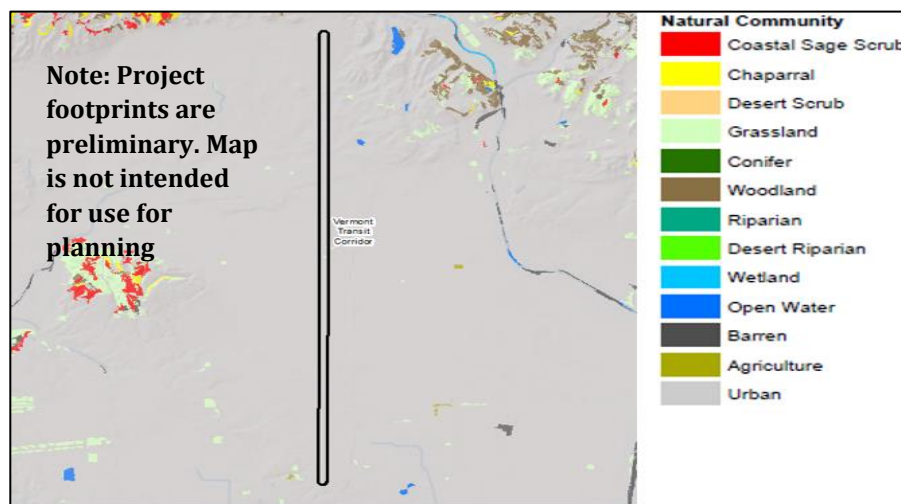 Note: Project
footprints are
preliminary. Map
is not intended
for use for
planning
Vermont
Transit
Corridor
Natural Community
Coastal Sage Scrub
Chaparral
Desert Scrub
Grassland
Conifer
Woodland
Riparian
Desert Riparian
Wetland
Open Water
Barren
Agriculture
Urban